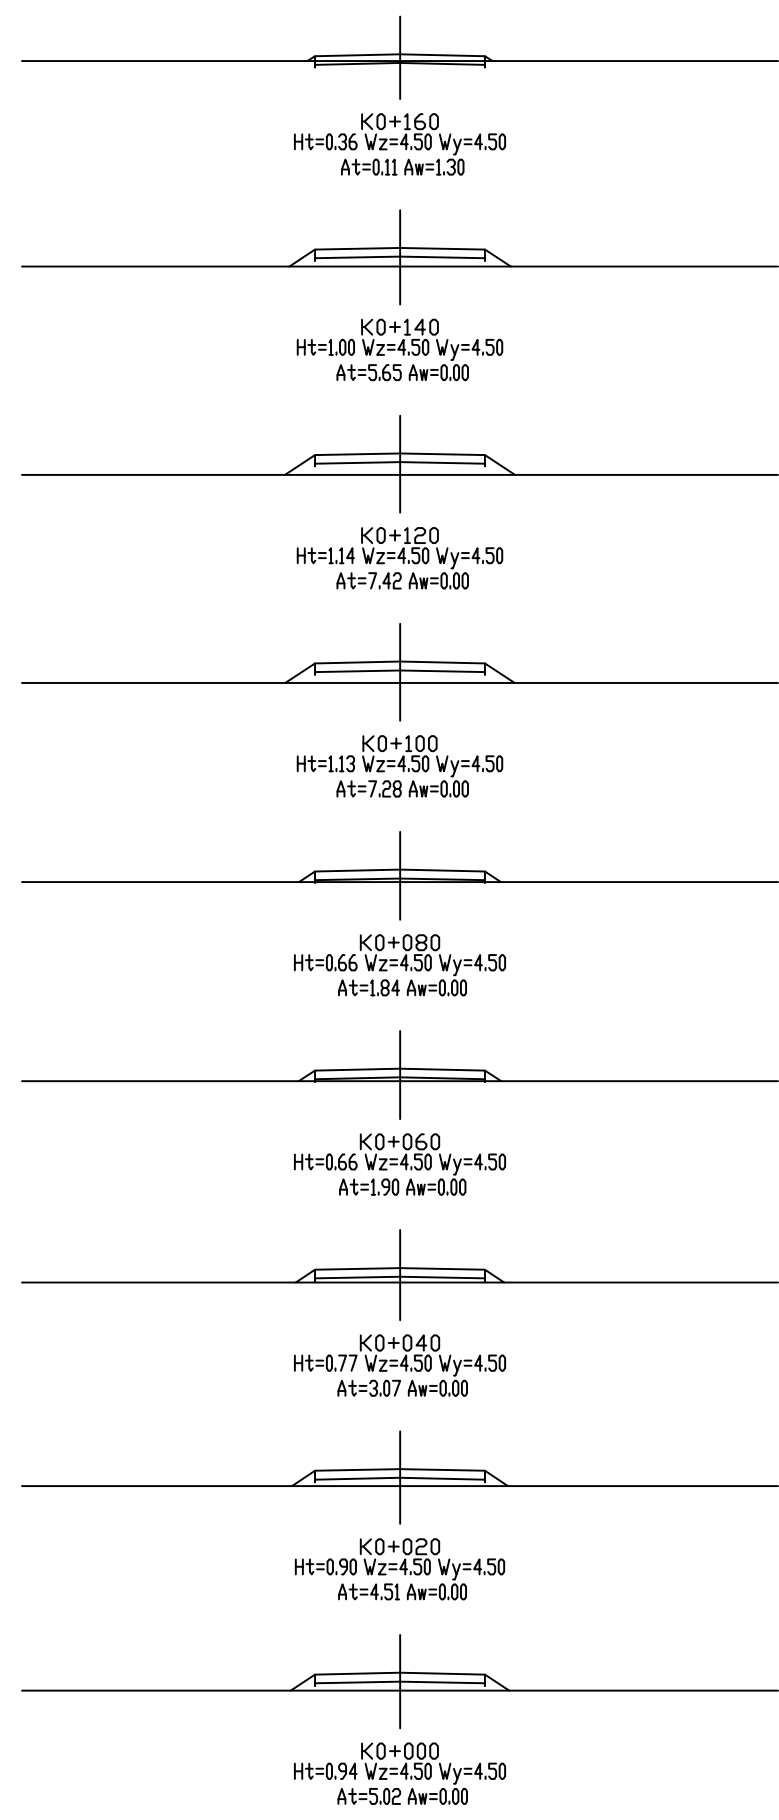 K0+160
Ht=0.36 Wz=4.50 Wy=4.50
At=0.11 Aw=1.30
K0+140
Ht=1.00 Wz=4.50 Wy=4.50
At=5.65 Aw=0.00
K0+120
Ht=1.14 Wz=4.50 Wy=4.50
At=7.42 Aw=0.00
K0+100
Ht=1.13 Wz=4.50 Wy=4.50
At=7.28 Aw=0.00
K0+080
Ht=0.66 Wz=4.50 Wy=4.50
At=1.84 Aw=0.00
K0+060
Ht=0.66 Wz=4.50 Wy=4.50
At=1.90 Aw=0.00
K0+040
Ht=0.77 Wz=4.50 Wy=4.50
At=3.07 Aw=0.00
K0+020
Ht=0.90 Wz=4.50 Wy=4.50
At=4.51 Aw=0.00
K0+000
Ht=0.94 Wz=4.50 Wy=4.50
At=5.02 Aw=0.00